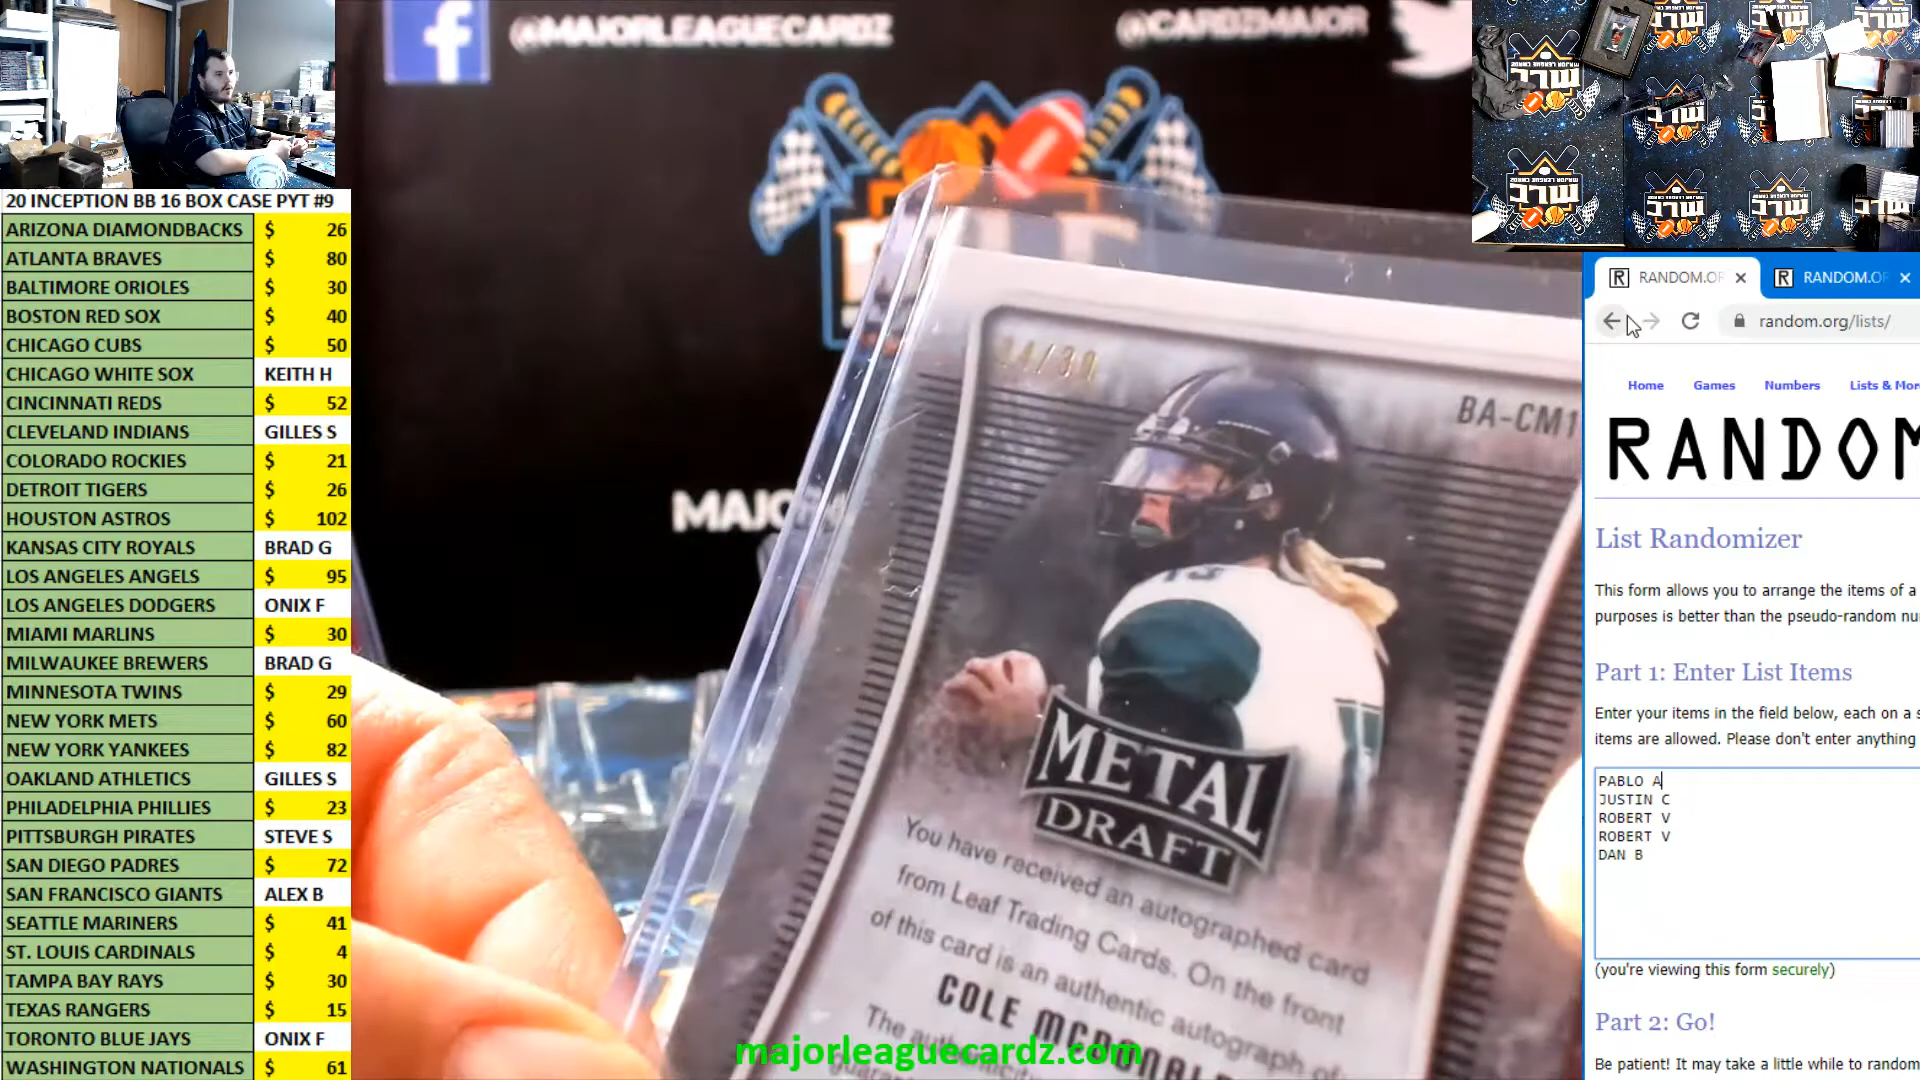 @MAJORLEAGUECARDZ
@CARDZMAJOR
20 INCEPTION BB 16 BOX CASE PYT #9
ARIZONA DIAMONDBACKS $ 26
ATLANTA BRAVES $ 80
BALTIMORE ORIOLES $ 30
BOSTON RED SOX $ 40
CHICAGO CUBS $ 50
CHICAGO WHITE SOX KEITH H
CINCINNATI REDS $ 52
CLEVELAND INDIANS GILLES S
COLORADO ROCKIES $ 21
DETROIT TIGERS $ 26
HOUSTON ASTROS $ 102
KANSAS CITY ROYALS BRAD G
LOS ANGELES ANGELS $ 95
LOS ANGELES DODGERS ONIX F
MIAMI MARLINS $ 30
MILWAUKEE BREWERS BRAD G
MINNESOTA TWINS $ 29
NEW YORK METS $ 60
NEW YORK YANKEES $ 82
OAKLAND ATHLETICS GILLES S
PHILADELPHIA PHILLIES $ 23
PITTSBURGH PIRATES STEVE S
SAN DIEGO PADRES $ 72
SAN FRANCISCO GIANTS ALEX B
SEATTLE MARINERS $ 41
ST. LOUIS CARDINALS $ 4
TAMPA BAY RAYS $ 30
TEXAS RANGERS $ 15
TORONTO BLUE JAYS ONIX F
WASHINGTON NATIONALS $ 61
BA-CM1
METAL
DRAFT
You have received an autographed card
from Leaf Trading Cards. On the front
of this card is an authentic autograph of
COLE MCDONALD
majorleaguecardz.com
RANDOM.OR RANDOM.OR
random.org/lists/
Home Games Numbers Lists & More
RANDOM
List Randomizer
This form allows you to arrange the items of a
purposes is better than the pseudo-random nu
Part 1: Enter List Items
Enter your items in the field below, each on a s
items are allowed. Please don't enter anything
PABLO A
JUSTIN C
ROBERT V
ROBERT V
DAN B
(you're viewing this form securely)
Part 2: Go!
Be patient! It may take a little while to random